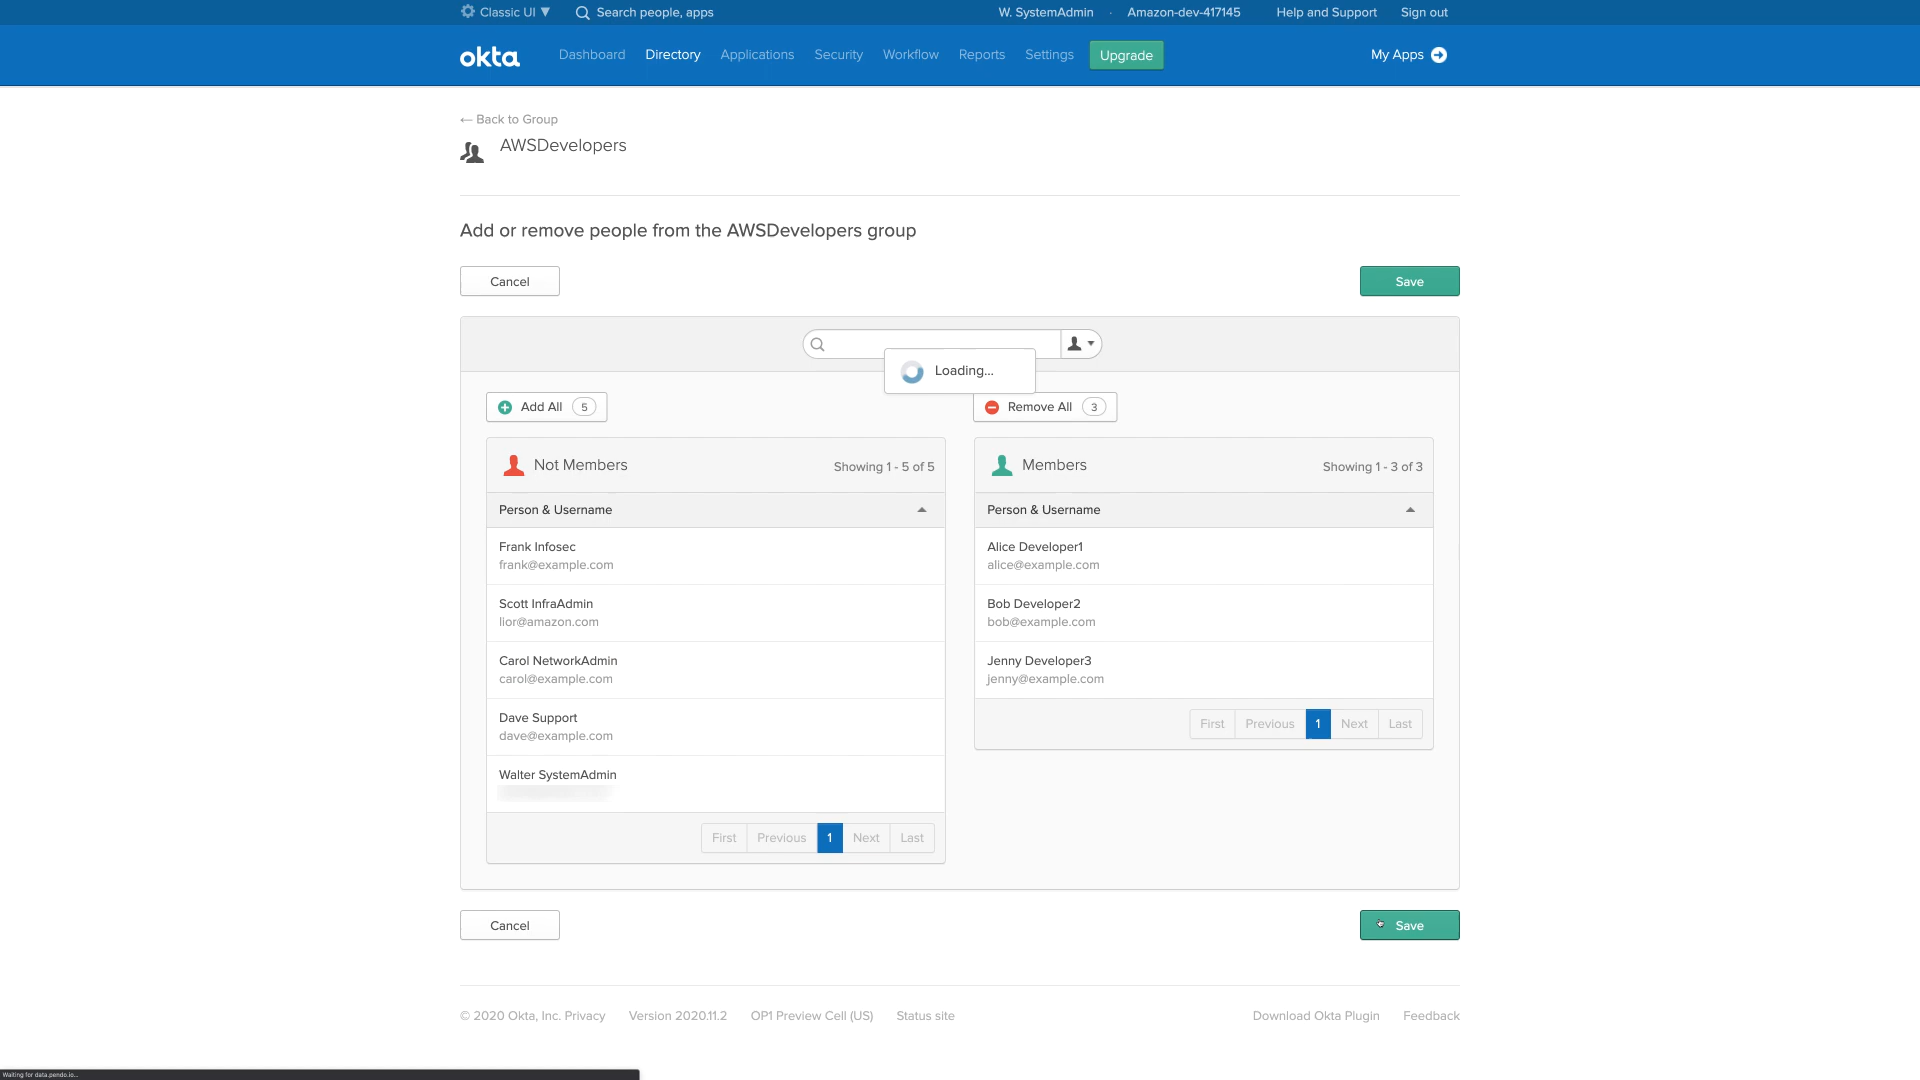 Classic UI ▼
Search people, apps
W. SystemAdmin · Amazon-dev-417145
Help and Support
Sign out
okta
Dashboard
Directory
Applications
Security
Workflow
Reports
Settings
Upgrade
My Apps
← Back to Group
AWSDevelopers
Add or remove people from the AWSDevelopers group
Cancel
Save
Loading...
Add All 5
Remove All 3
Not Members
Showing 1 - 5 of 5
Person & Username
Frank Infosec
frank@example.com
Scott InfraAdmin
lior@amazon.com
Carol NetworkAdmin
carol@example.com
Dave Support
dave@example.com
Walter SystemAdmin
First Previous 1 Next Last
Members
Showing 1 - 3 of 3
Person & Username
Alice Developer1
alice@example.com
Bob Developer2
bob@example.com
Jenny Developer3
jenny@example.com
First Previous 1 Next Last
Cancel
Save
© 2020 Okta, Inc. Privacy
Version 2020.11.2
OP1 Preview Cell (US)
Status site
Download Okta Plugin
Feedback
Waiting for data.pendo.io...